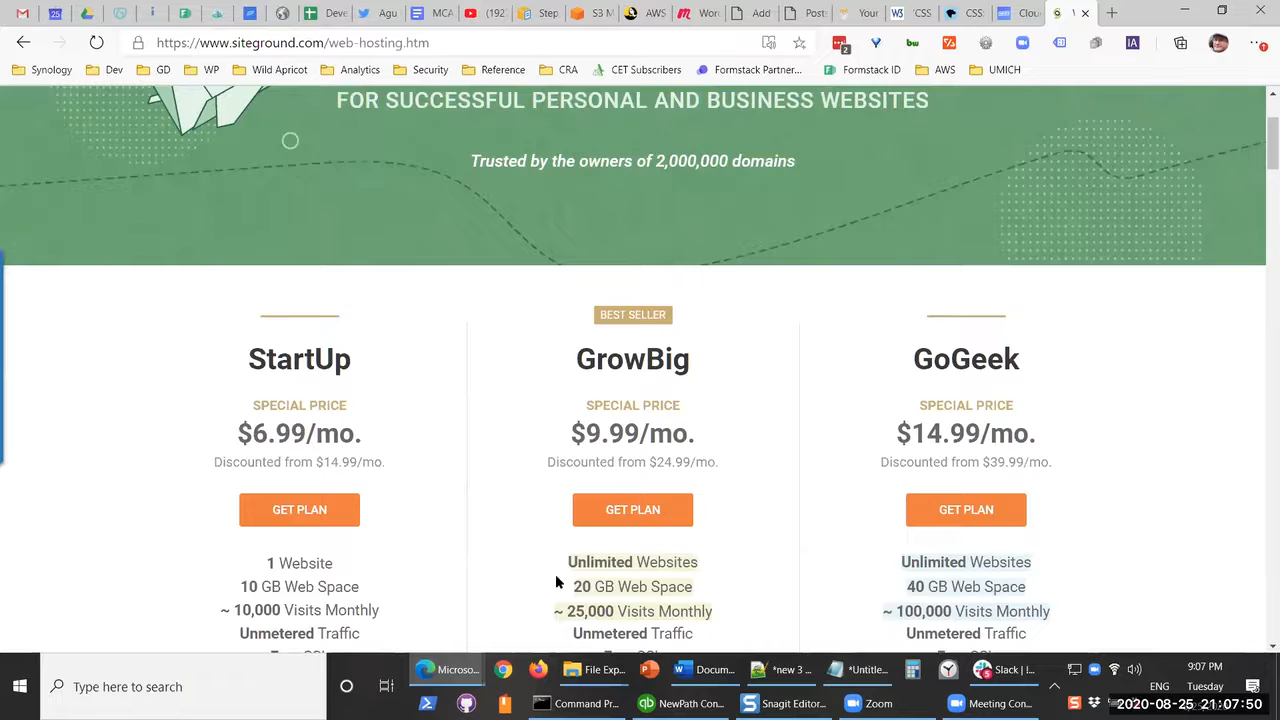 Twitter
Agu
MCA
(192
Step
S3 M
AWS
Wor
Add
Post
Your
CSS
CSS
Clou
V
https://www.siteground.com/web-hosting.htm
2
Synology
Dev
GD
WP
Wild Apricot
Analytics
Security
Reference
CRA
CET Subscribers
Formstack Partner...
Formstack ID
AWS
UMICH
FOR SUCCESSFUL PERSONAL AND BUSINESS WEBSITES
Trusted by the owners of 2,000,000 domains
StartUp
SPECIAL PRICE
$6.99/mo.
Discounted from $14.99/mo.
GET PLAN
1 Website
10 GB Web Space
~ 10,000 Visits Monthly
Unmetered Traffic
BEST SELLER
GrowBig
SPECIAL PRICE
$9.99/mo.
Discounted from $24.99/mo.
GET PLAN
Unlimited Websites
20 GB Web Space
~ 25,000 Visits Monthly
Unmetered Traffic
GoGeek
SPECIAL PRICE
$14.99/mo.
Discounted from $39.99/mo.
GET PLAN
Unlimited Websites
40 GB Web Space
~ 100,000 Visits Monthly
Unmetered Traffic
Type here to search
Microso...
File Exp...
Docum...
*new 3 ...
*Untitle...
Slack | I...
Command Pr...
NewPath Con...
Snagit Editor...
Zoom
Meeting Con...
ENG
9:07 PM
Tuesday
2020-08-25 21:07:50